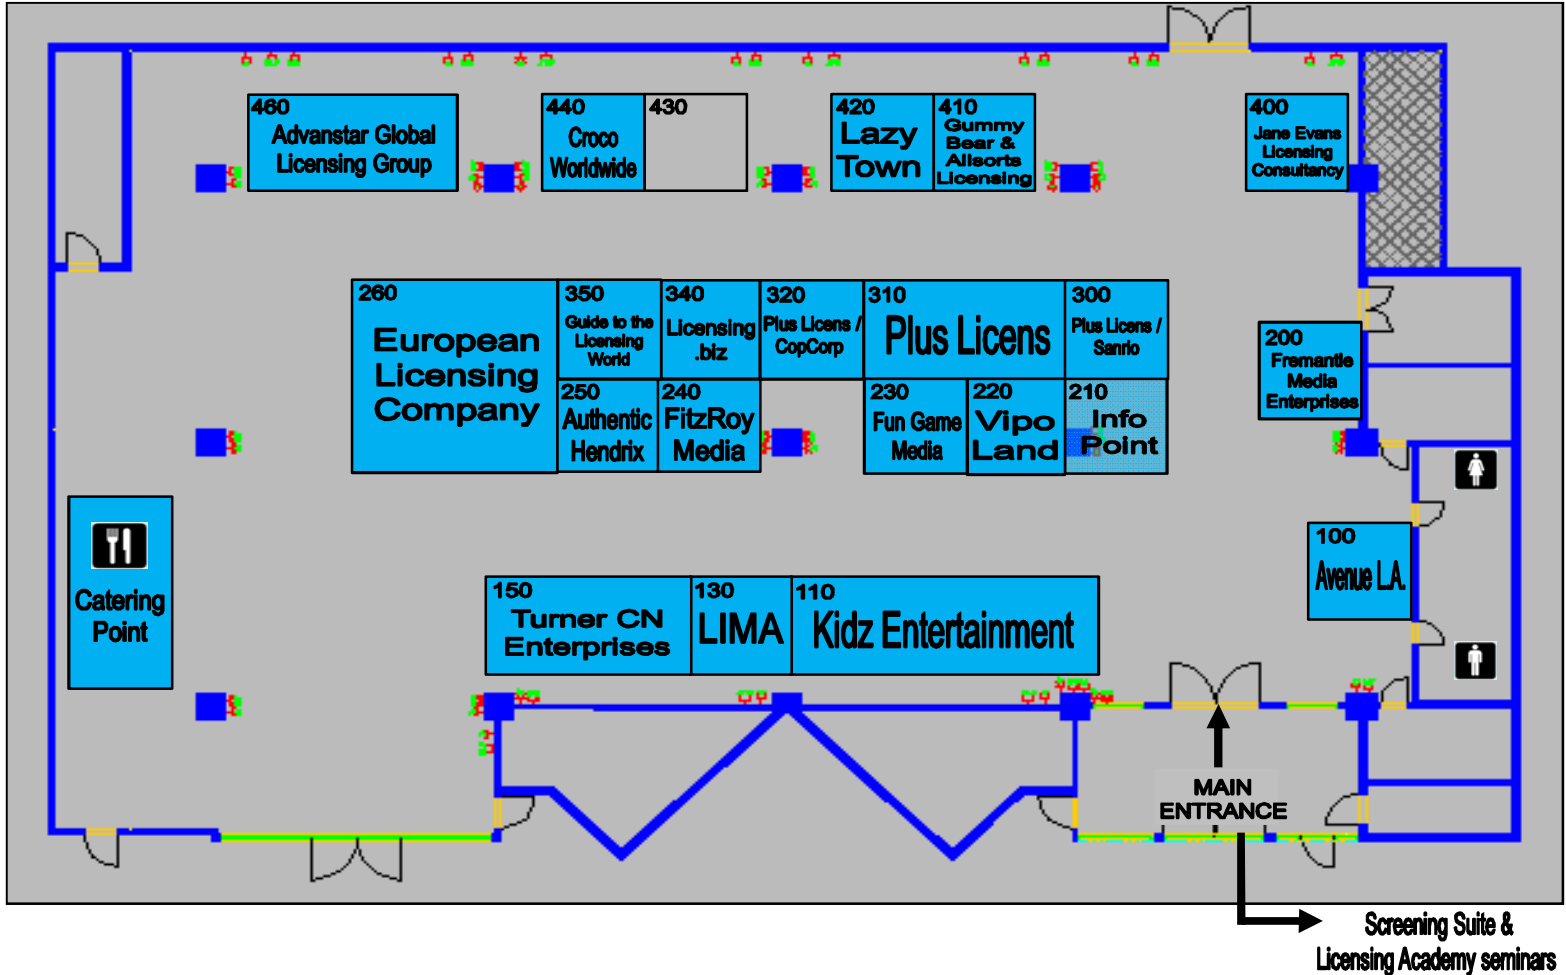 460
Advanstar Global
Licensing Group
440
Croco
Worldwide
430
420
Lazy
Town
410
Gummy
Bear &
Allsorts
Licensing
400
Jane Evans
Licensing
Consultancy
260
European
Licensing
Company
350
Guide to the
Licensing
World
340
Licensing
.biz
320
Plus Licens /
CopCorp
310
Plus Licens
300
Plus Licens /
Sanrio
200
Fremantle
Media
Enterprises
250
Authentic
Hendrix
240
FitzRoy
Media
230
Fun Game
Media
220
Vipo
Land
210
Info
Point
100
Avenue L.A.
Catering
Point
150
Turner CN
Enterprises
130
LIMA
110
Kidz Entertainment
MAIN
ENTRANCE
Screening Suite &
Licensing Academy seminars